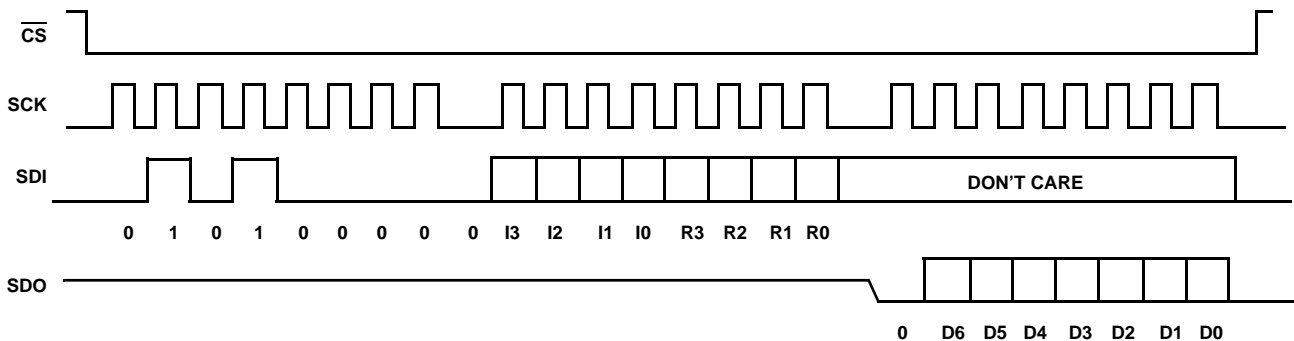 CS
SCK
SDI
DON'T CARE
0 1 0 1 0 0 0 0 0 I3 I2 I1 I0 R3 R2 R1 R0
SDO
0 D6 D5 D4 D3 D2 D1 D0